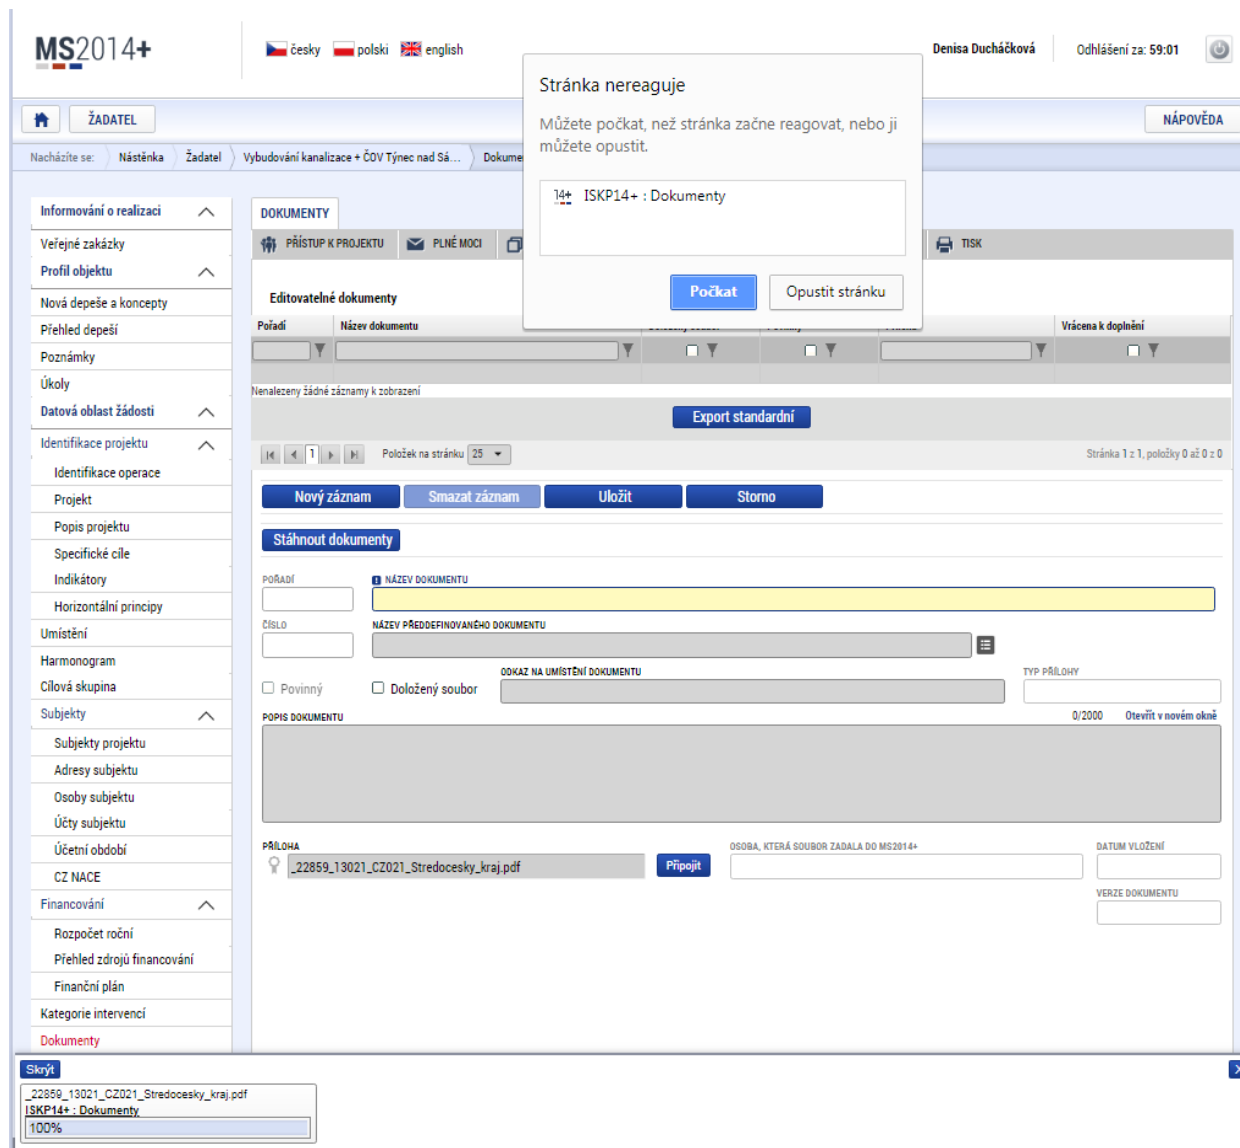 MS2014+
česky polski english
Denisa Ducháčková
Odhlášení za: 59:01
Stránka nereaguje
Můžete počkat, než stránka začne reagovat, nebo ji
můžete opustit.
14+ ISKP14+ : Dokumenty
Počkat Opustit stránku
ŽADATEL
NÁPOVĚDA
Nacházíte se: Nástěnka Žadatel Vybudování kanalizace + ČOV Týnec nad Sá...
Informování o realizaci
Veřejné zakázky
Profil objektu
Nová depeše a koncepty
Přehled depeší
Poznámky
Úkoly
Datová oblast žádosti
Identifikace projektu
Identifikace operace
Projekt
Popis projektu
Specifické cíle
Indikátory
Horizontální principy
Umístění
Harmonogram
Cílová skupina
Subjekty
Subjekty projektu
Adresy subjektu
Osoby subjektu
Účty subjektu
Účetní období
CZ NACE
Financování
Rozpočet roční
Přehled zdrojů financování
Finanční plán
Kategorie intervencí
Dokumenty
DOKUMENTY
PŘÍSTUP K PROJEKTU PLNÉ MOCI TISK
Editovatelné dokumenty
Pořadí Název dokumentu Vrácena k doplnění
Nenalezeny žádné záznamy k zobrazení
Export standardní
1 Položek na stránku 25 Stránka 1 z 1, položky 0 až 0 z 0
Nový záznam Smazat záznam Uložit Storno
Stáhnout dokumenty
POŘADÍ NÁZEV DOKUMENTU
ČÍSLO NÁZEV PŘEDDEFINOVANÉHO DOKUMENTU
ODKAZ NA UMÍSTĚNÍ DOKUMENTU TYP PŘÍLOHY
Povinný Doložený soubor
POPIS DOKUMENTU 0/2000 Otevřít v novém okně
PŘÍLOHA OSOBA, KTERÁ SOUBOR ZADALA DO MS2014+ DATUM VLOŽENÍ
_22859_13021_CZ021_Stredocesky_kraj.pdf Připojit
VERZE DOKUMENTU
Skrýt X
_22859_13021_CZ021_Stredocesky_kraj.pdf
ISKP14+ : Dokumenty
100%